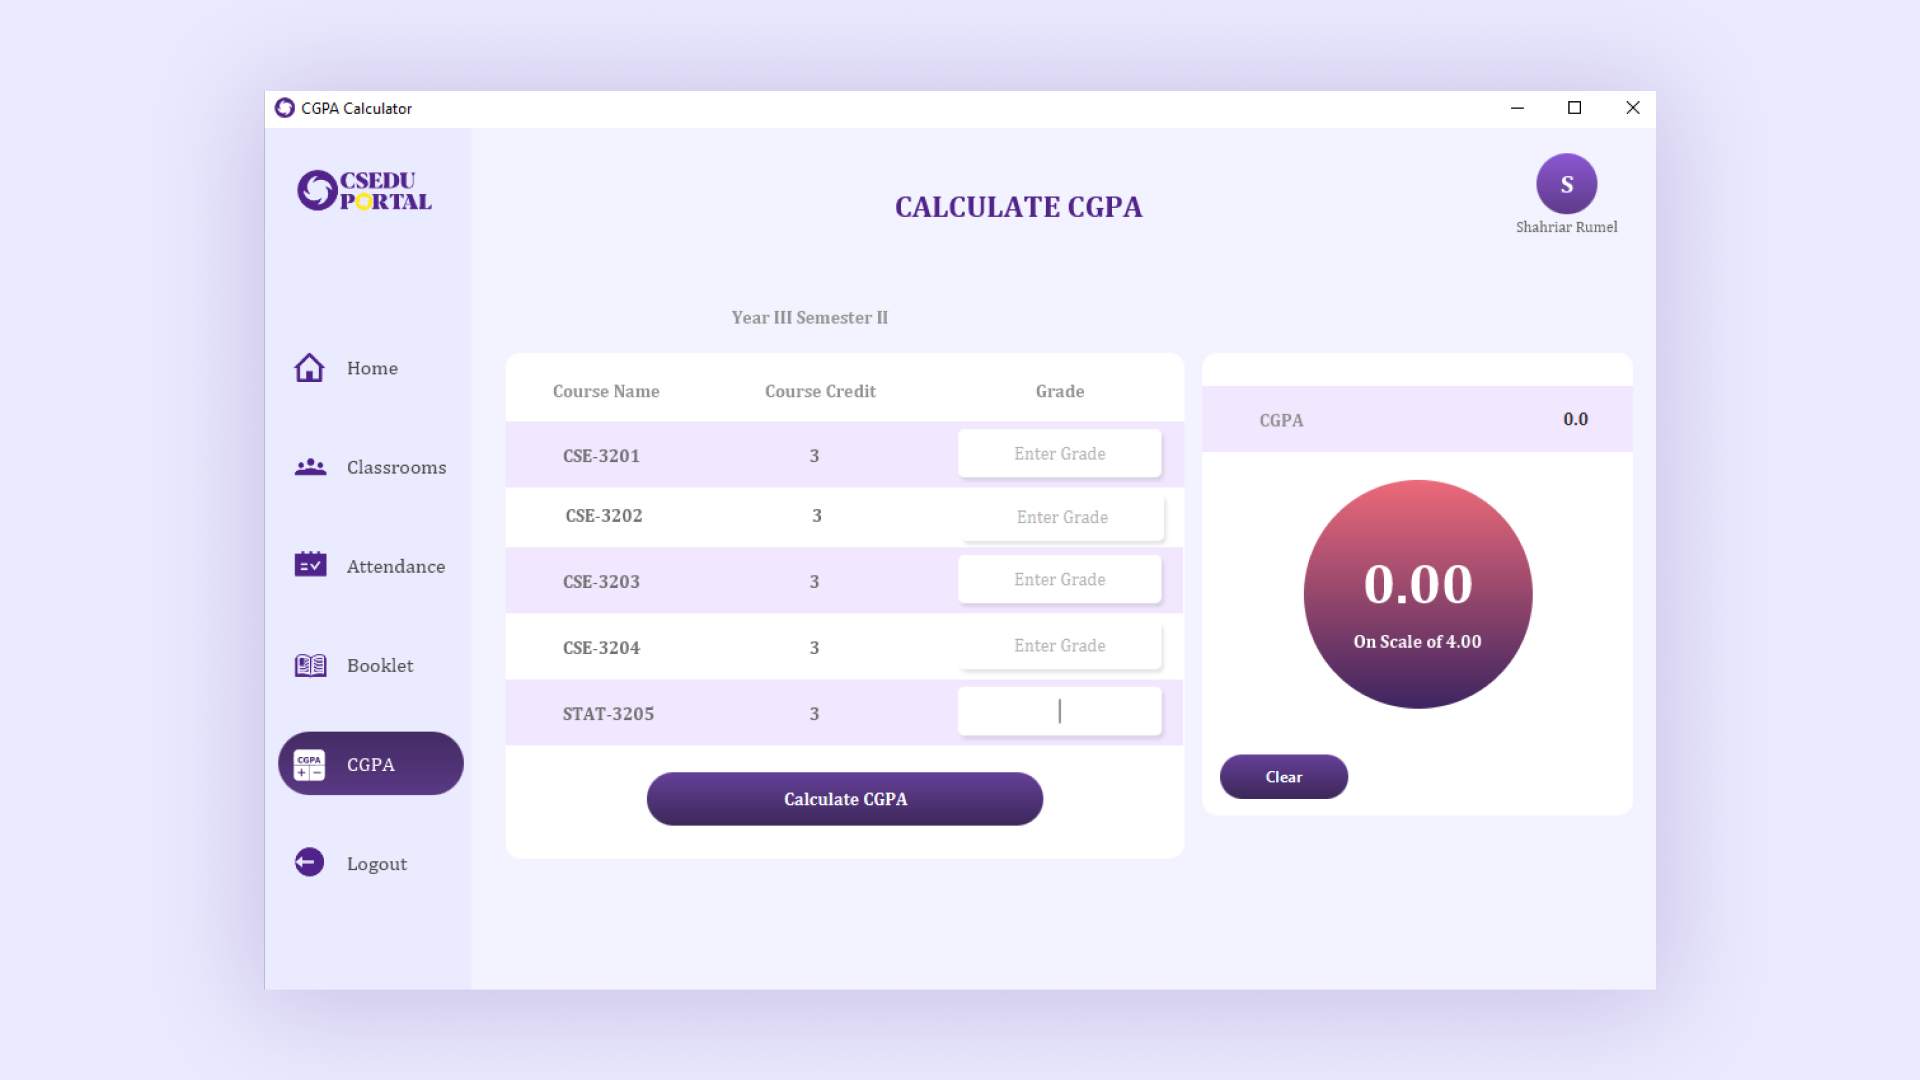 CGPA Calculator
CSEDU
PORTAL
CALCULATE CGPA
S
Shahriar Rumel
Home
Classrooms
Attendance
Booklet
CGPA
+ −
CGPA
Logout
Year III Semester II
Course Name Course Credit Grade
CSE-3201 3 Enter Grade
CSE-3202 3 Enter Grade
CSE-3203 3 Enter Grade
CSE-3204 3 Enter Grade
STAT-3205 3
Calculate CGPA
CGPA 0.0
0.00
On Scale of 4.00
Clear